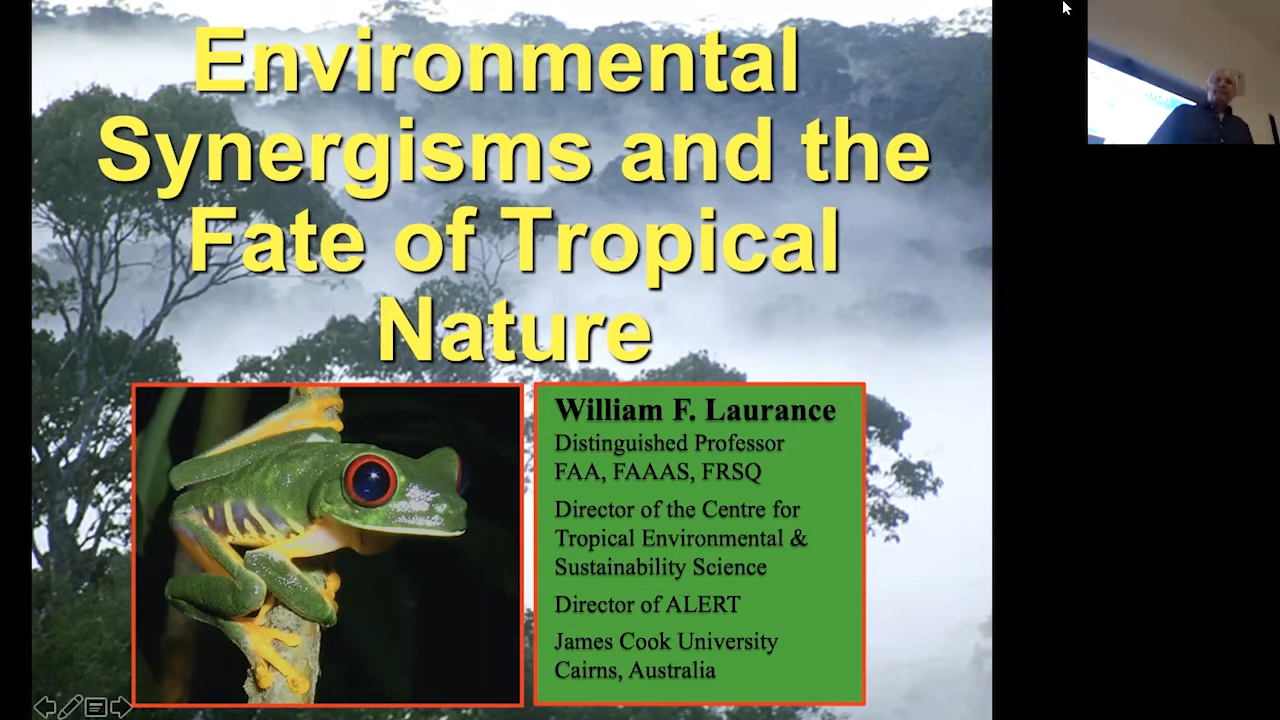 Environmental
Synergisms and the
Fate of Tropical
Nature
William F. Laurance
Distinguished Professor
FAA, FAAAS, FRSQ
Director of the Centre for
Tropical Environmental &
Sustainability Science
Director of ALERT
James Cook University
Cairns, Australia